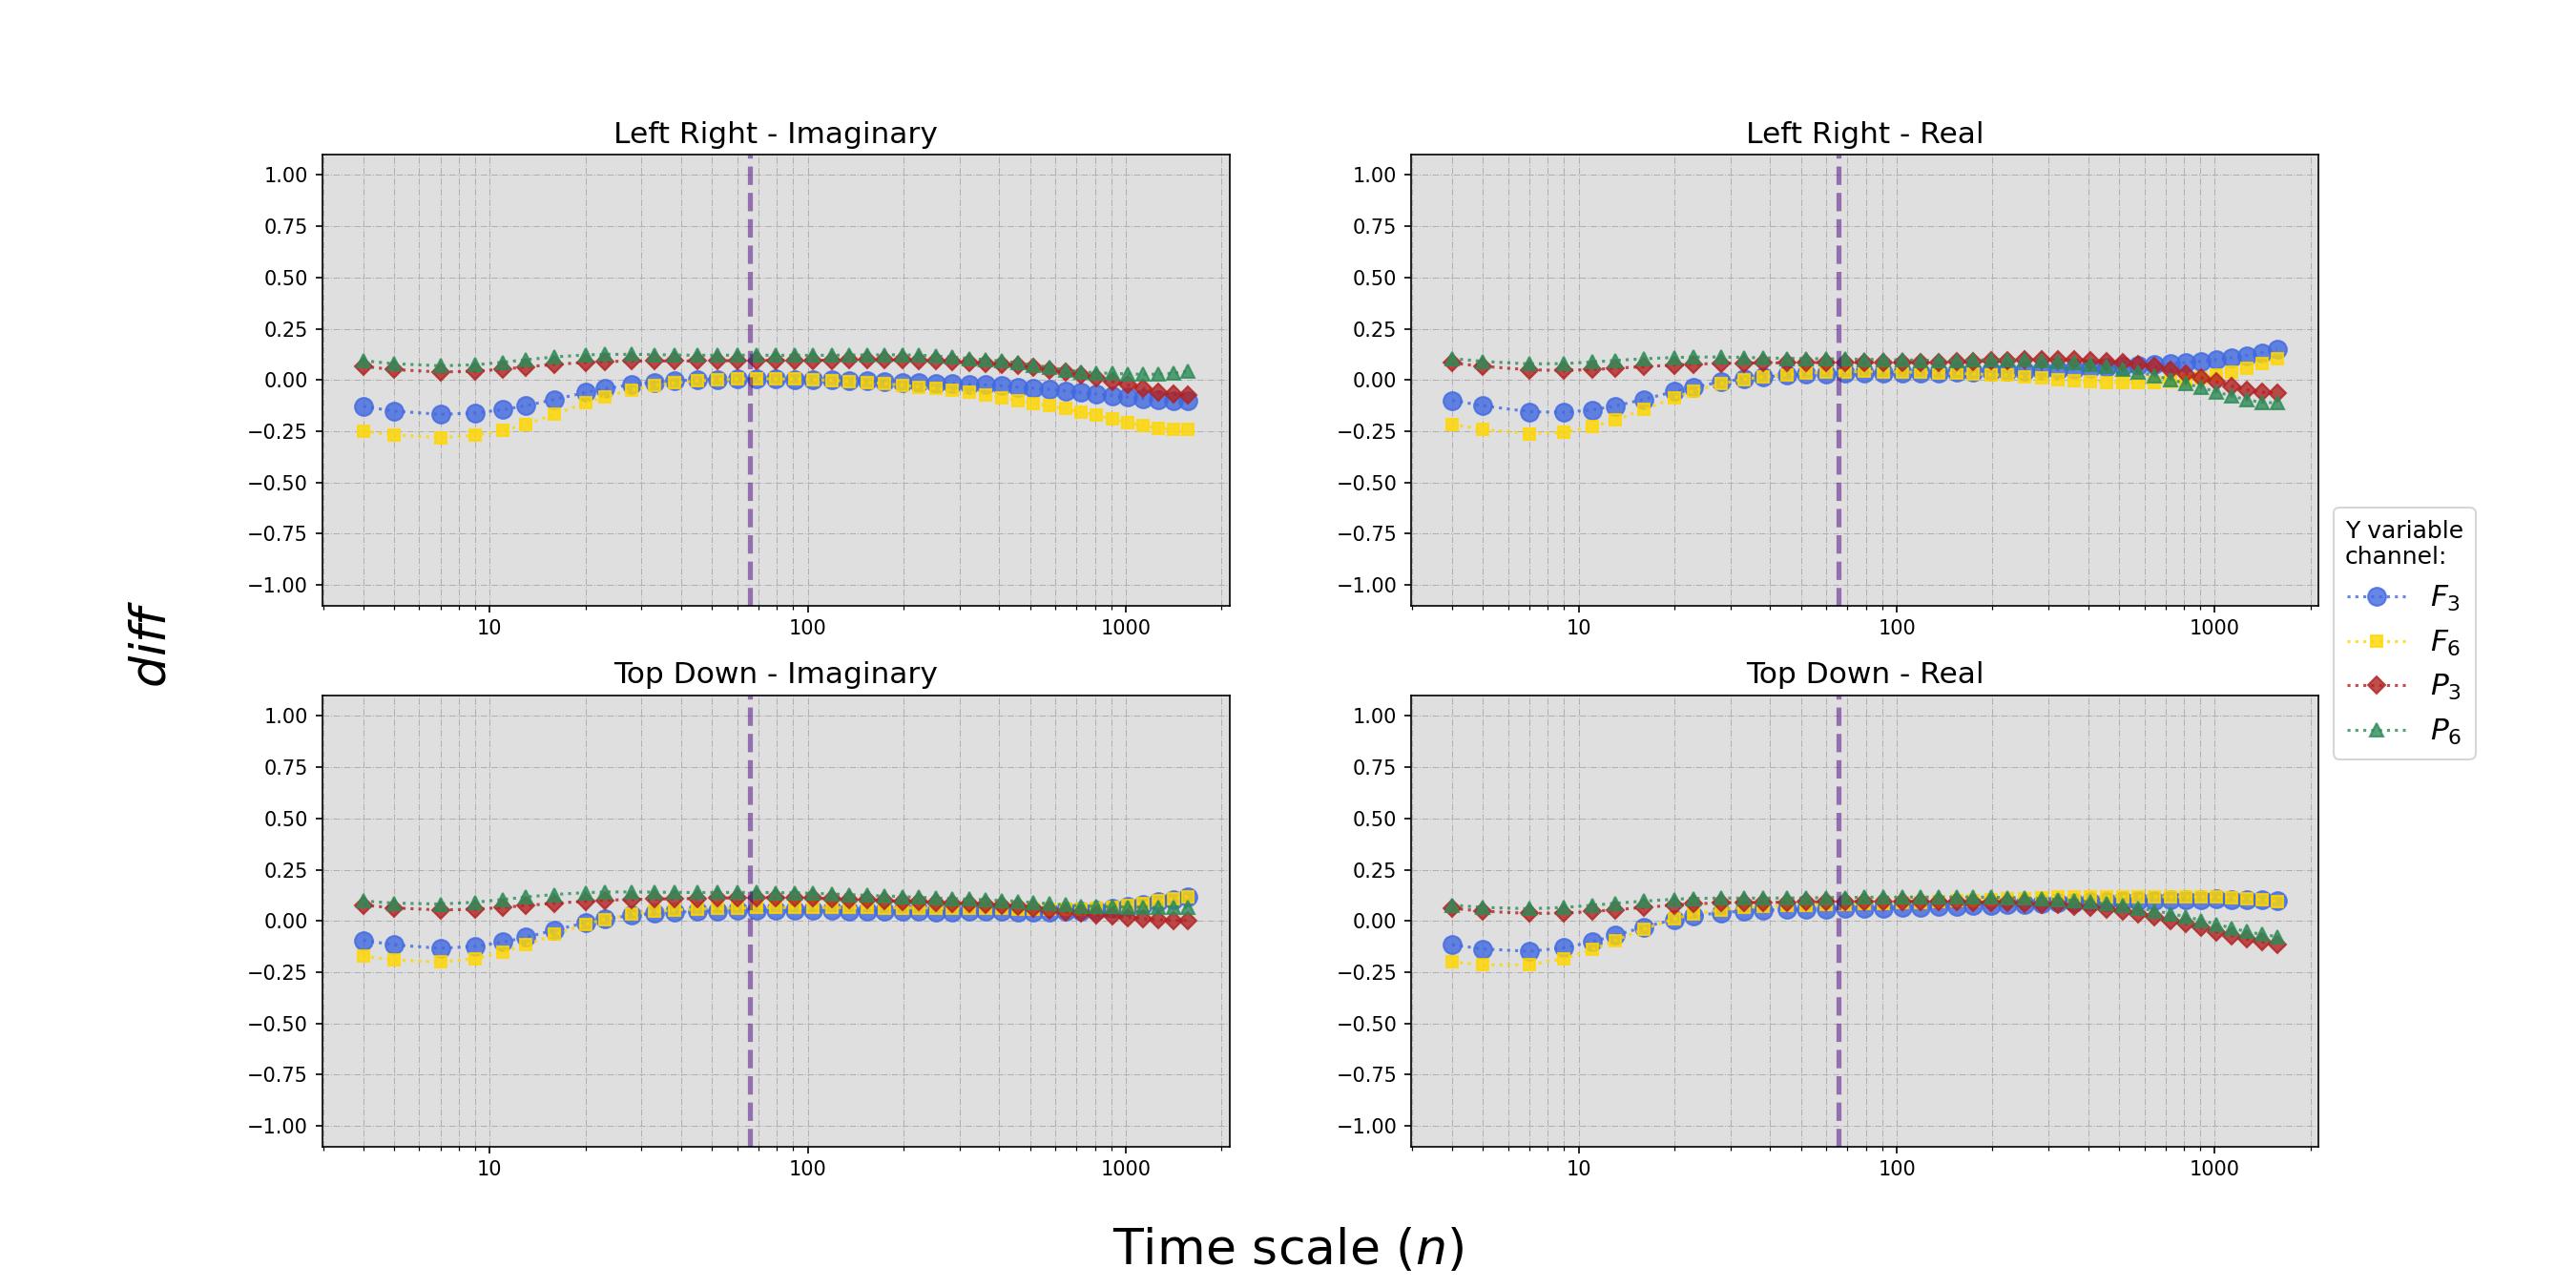 Left Right - Imaginary
1.00
0.75
0.50
0.25
0.00
−0.25
−0.50
−0.75
−1.00
10 100 1000
Left Right - Real
1.00
0.75
0.50
0.25
0.00
−0.25
−0.50
−0.75
−1.00
10 100 1000
diff
Top Down - Imaginary
1.00
0.75
0.50
0.25
0.00
−0.25
−0.50
−0.75
−1.00
10 100 1000
Top Down - Real
1.00
0.75
0.50
0.25
0.00
−0.25
−0.50
−0.75
−1.00
10 100 1000
Y variable
channel:
F3
F6
P3
P6
Time scale (n)